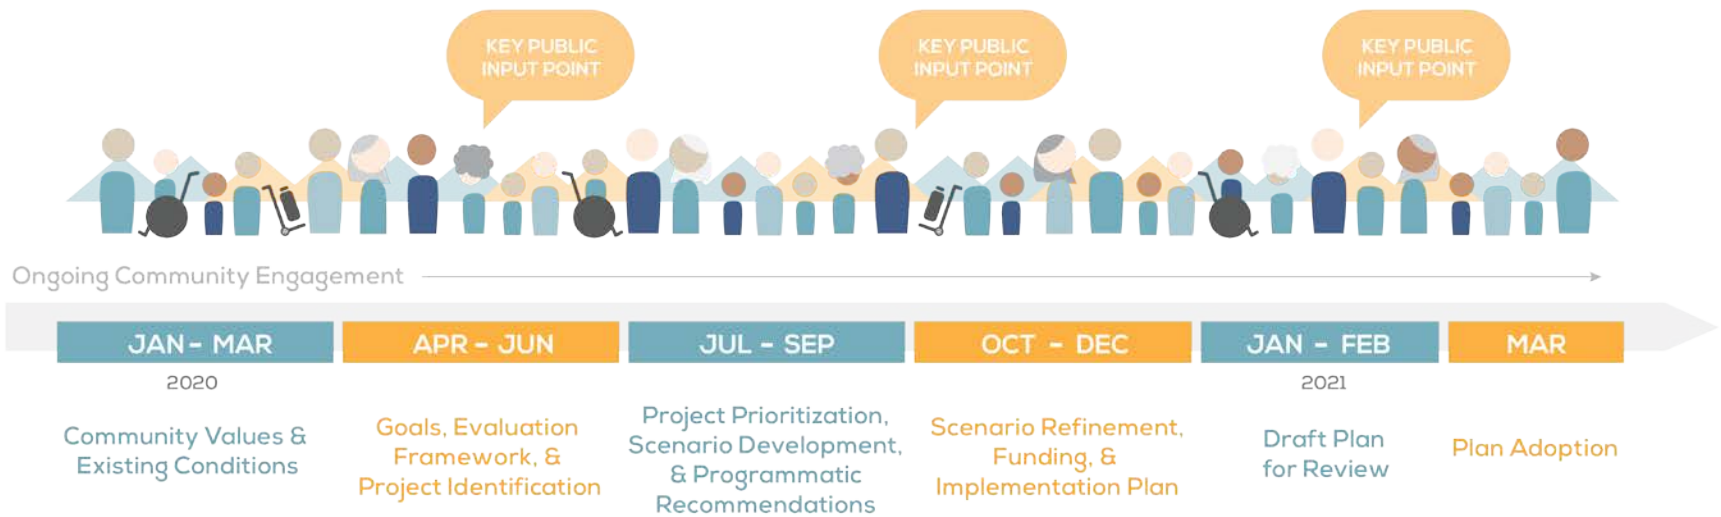 KEY PUBLIC
INPUT POINT
KEY PUBLIC
INPUT POINT
KEY PUBLIC
INPUT POINT
Ongoing Community Engagement
JAN – MAR
2020
Community Values &
Existing Conditions
APR – JUN
Goals, Evaluation
Framework, &
Project Identification
JUL – SEP
Project Prioritization,
Scenario Development,
& Programmatic
Recommendations
OCT – DEC
Scenario Refinement,
Funding, &
Implementation Plan
JAN – FEB
2021
Draft Plan
for Review
MAR
Plan Adoption